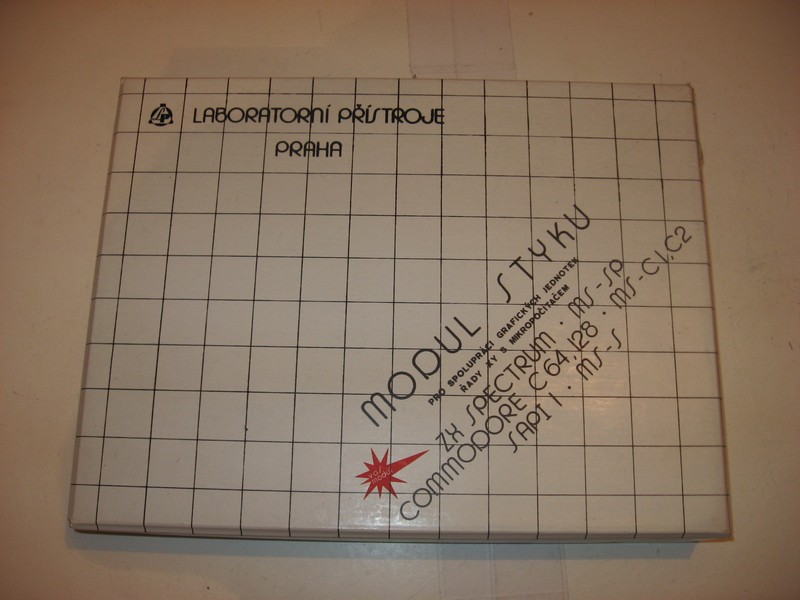 LABORATORNÍ PŘÍSTROJE
PRAHA
MODUL STYKU
PRO SPOLUPRÁCI GRAFICKÝCH JEDNOTEK
ŘADY XY S MIKROPOČÍTAČEM
ZX SPECTRUM · MS-SP
COMMODORE C 64,128 · MS-C1,C2
SAPI 1 · MS-S